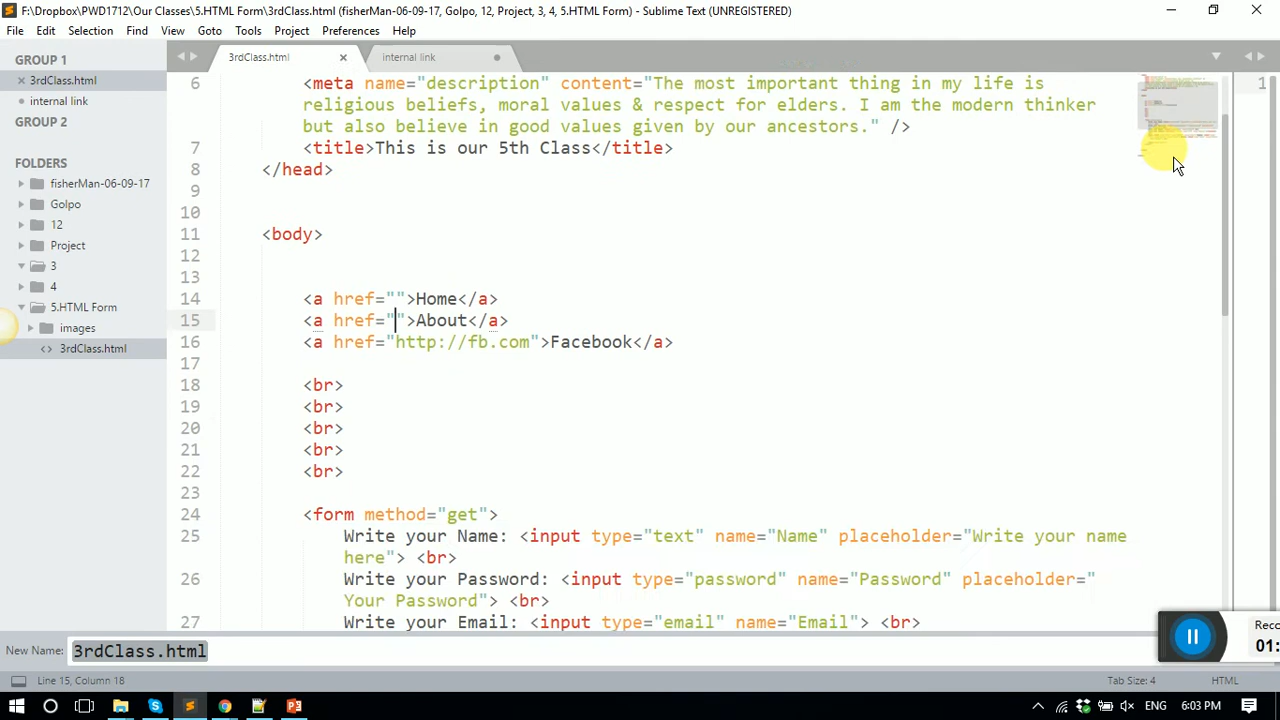 F:\Dropbox\PWD1712\Our Classes\5.HTML Form\3rdClass.html (fisherMan-06-09-17, Golpo, 12, Project, 3, 4, 5.HTML Form) - Sublime Text (UNREGISTERED)
File Edit Selection Find View Goto Tools Project Preferences Help
GROUP 1
3rdClass.html
internal link
GROUP 2
FOLDERS
fisherMan-06-09-17
Golpo
12
Project
3
4
5.HTML Form
images
3rdClass.html
3rdClass.html internal link
6 <meta name="description" content="The most important thing in my life is
religious beliefs, moral values & respect for elders. I am the modern thinker
but also believe in good values given by our ancestors." />
7 <title>This is our 5th Class</title>
8 </head>
9
10
11 <body>
12
13
14 <a href="">Home</a>
15 <a href="">About</a>
16 <a href="http://fb.com">Facebook</a>
17
18 <br>
19 <br>
20 <br>
21 <br>
22 <br>
23
24 <form method="get">
25 Write your Name: <input type="text" name="Name" placeholder="Write your name
here"> <br>
26 Write your Password: <input type="password" name="Password" placeholder="
Your Password"> <br>
27 Write your Email: <input type="email" name="Email"> <br>
1
New Name: 3rdClass.html
Reco
01:
Line 15, Column 18 Tab Size: 4 HTML
ENG 6:03 PM